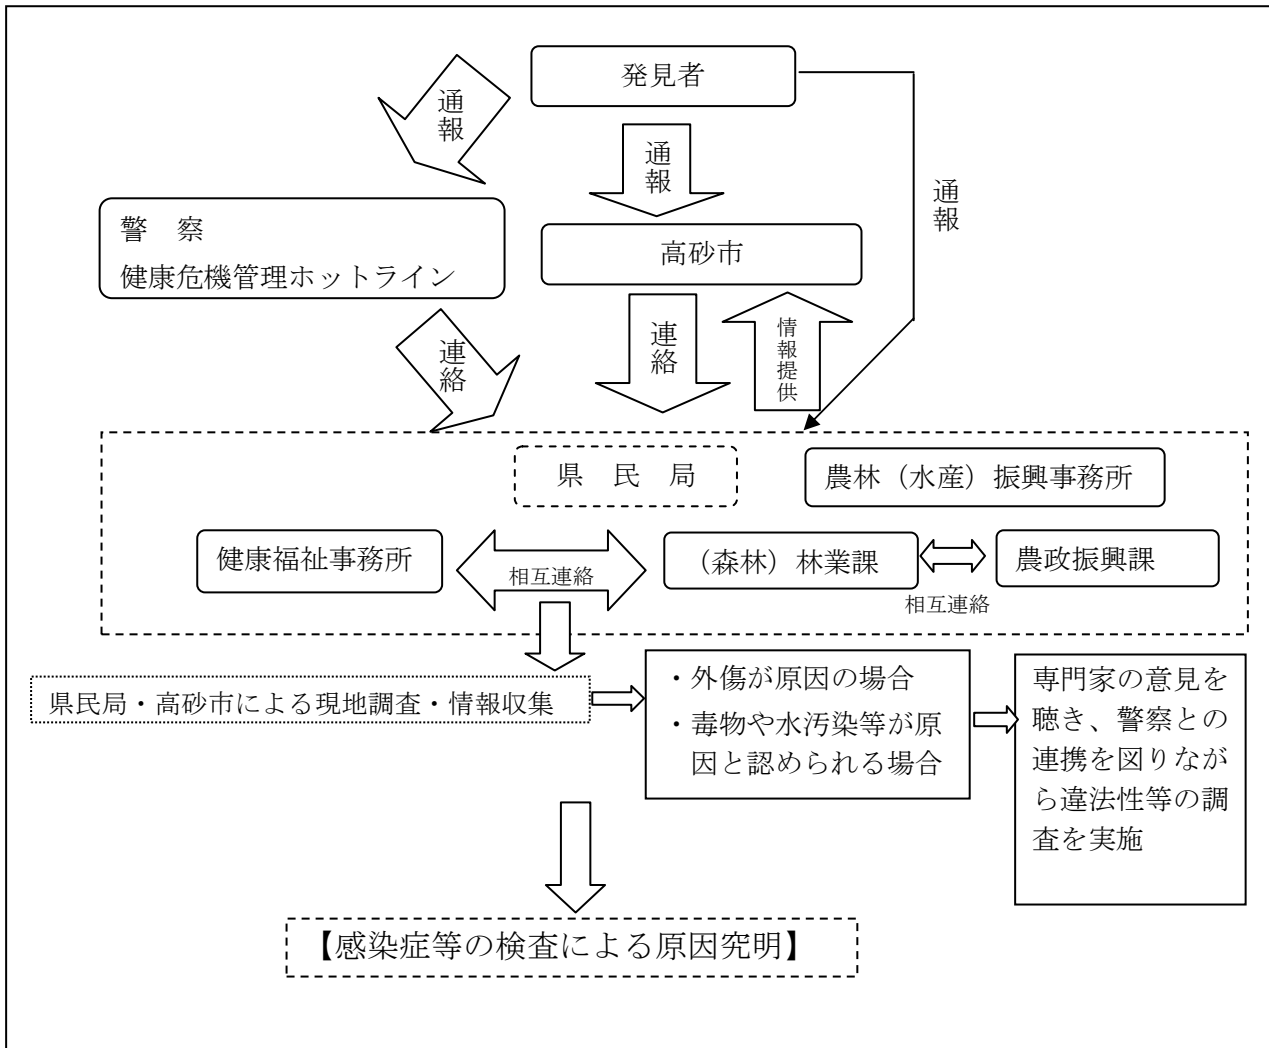 発見者
通報
通報
通報
警　察
健康危機管理ホットライン
高砂市
連絡
連絡
情報提供
県　民　局
農林（水産）振興事務所
健康福祉事務所
相互連絡
（森林）林業課
農政振興課
相互連絡
県民局・高砂市による現地調査・情報収集
・外傷が原因の場合
・毒物や水汚染等が原
因と認められる場合
専門家の意見を
聴き、警察との
連携を図りなが
ら違法性等の調
査を実施
【感染症等の検査による原因究明】